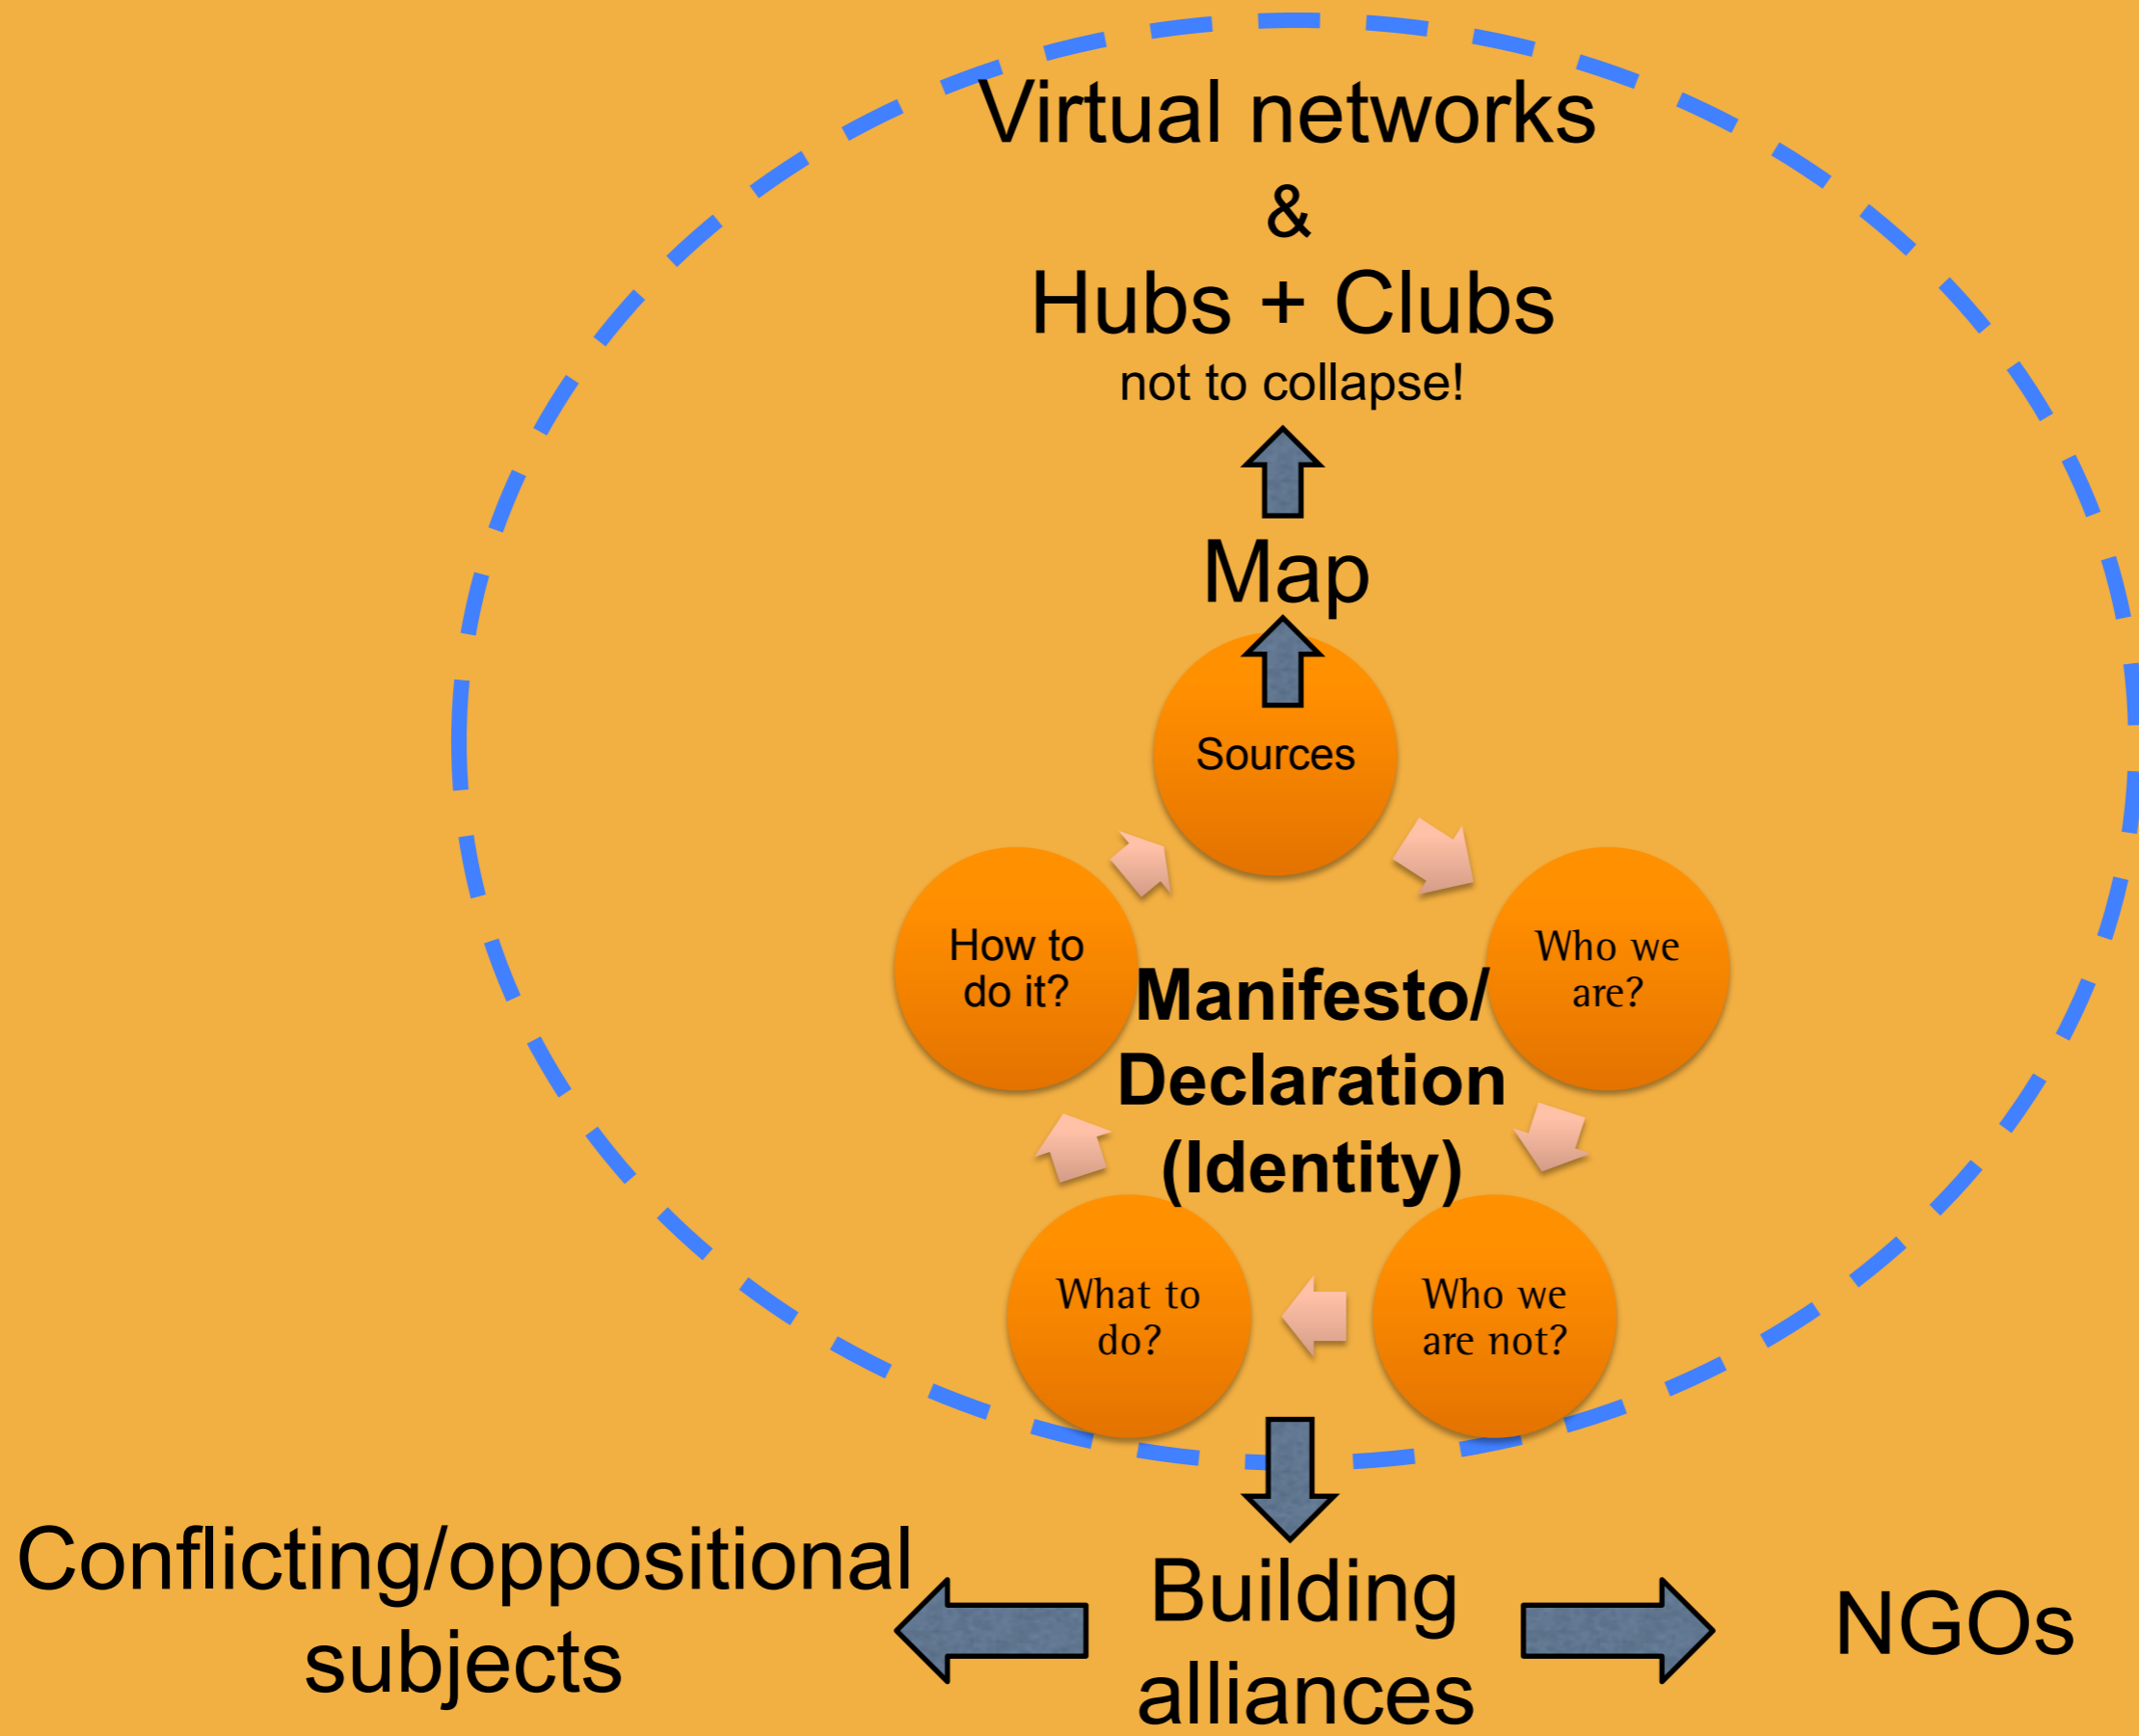 Virtual networks
&
Hubs + Clubs
not to collapse!
Map
Sources
How to
do it?
Who we
are?
Manifesto/
Declaration
(Identity)
What to
do?
Who we
are not?
Conflicting/oppositional
subjects
Building
alliances
NGOs